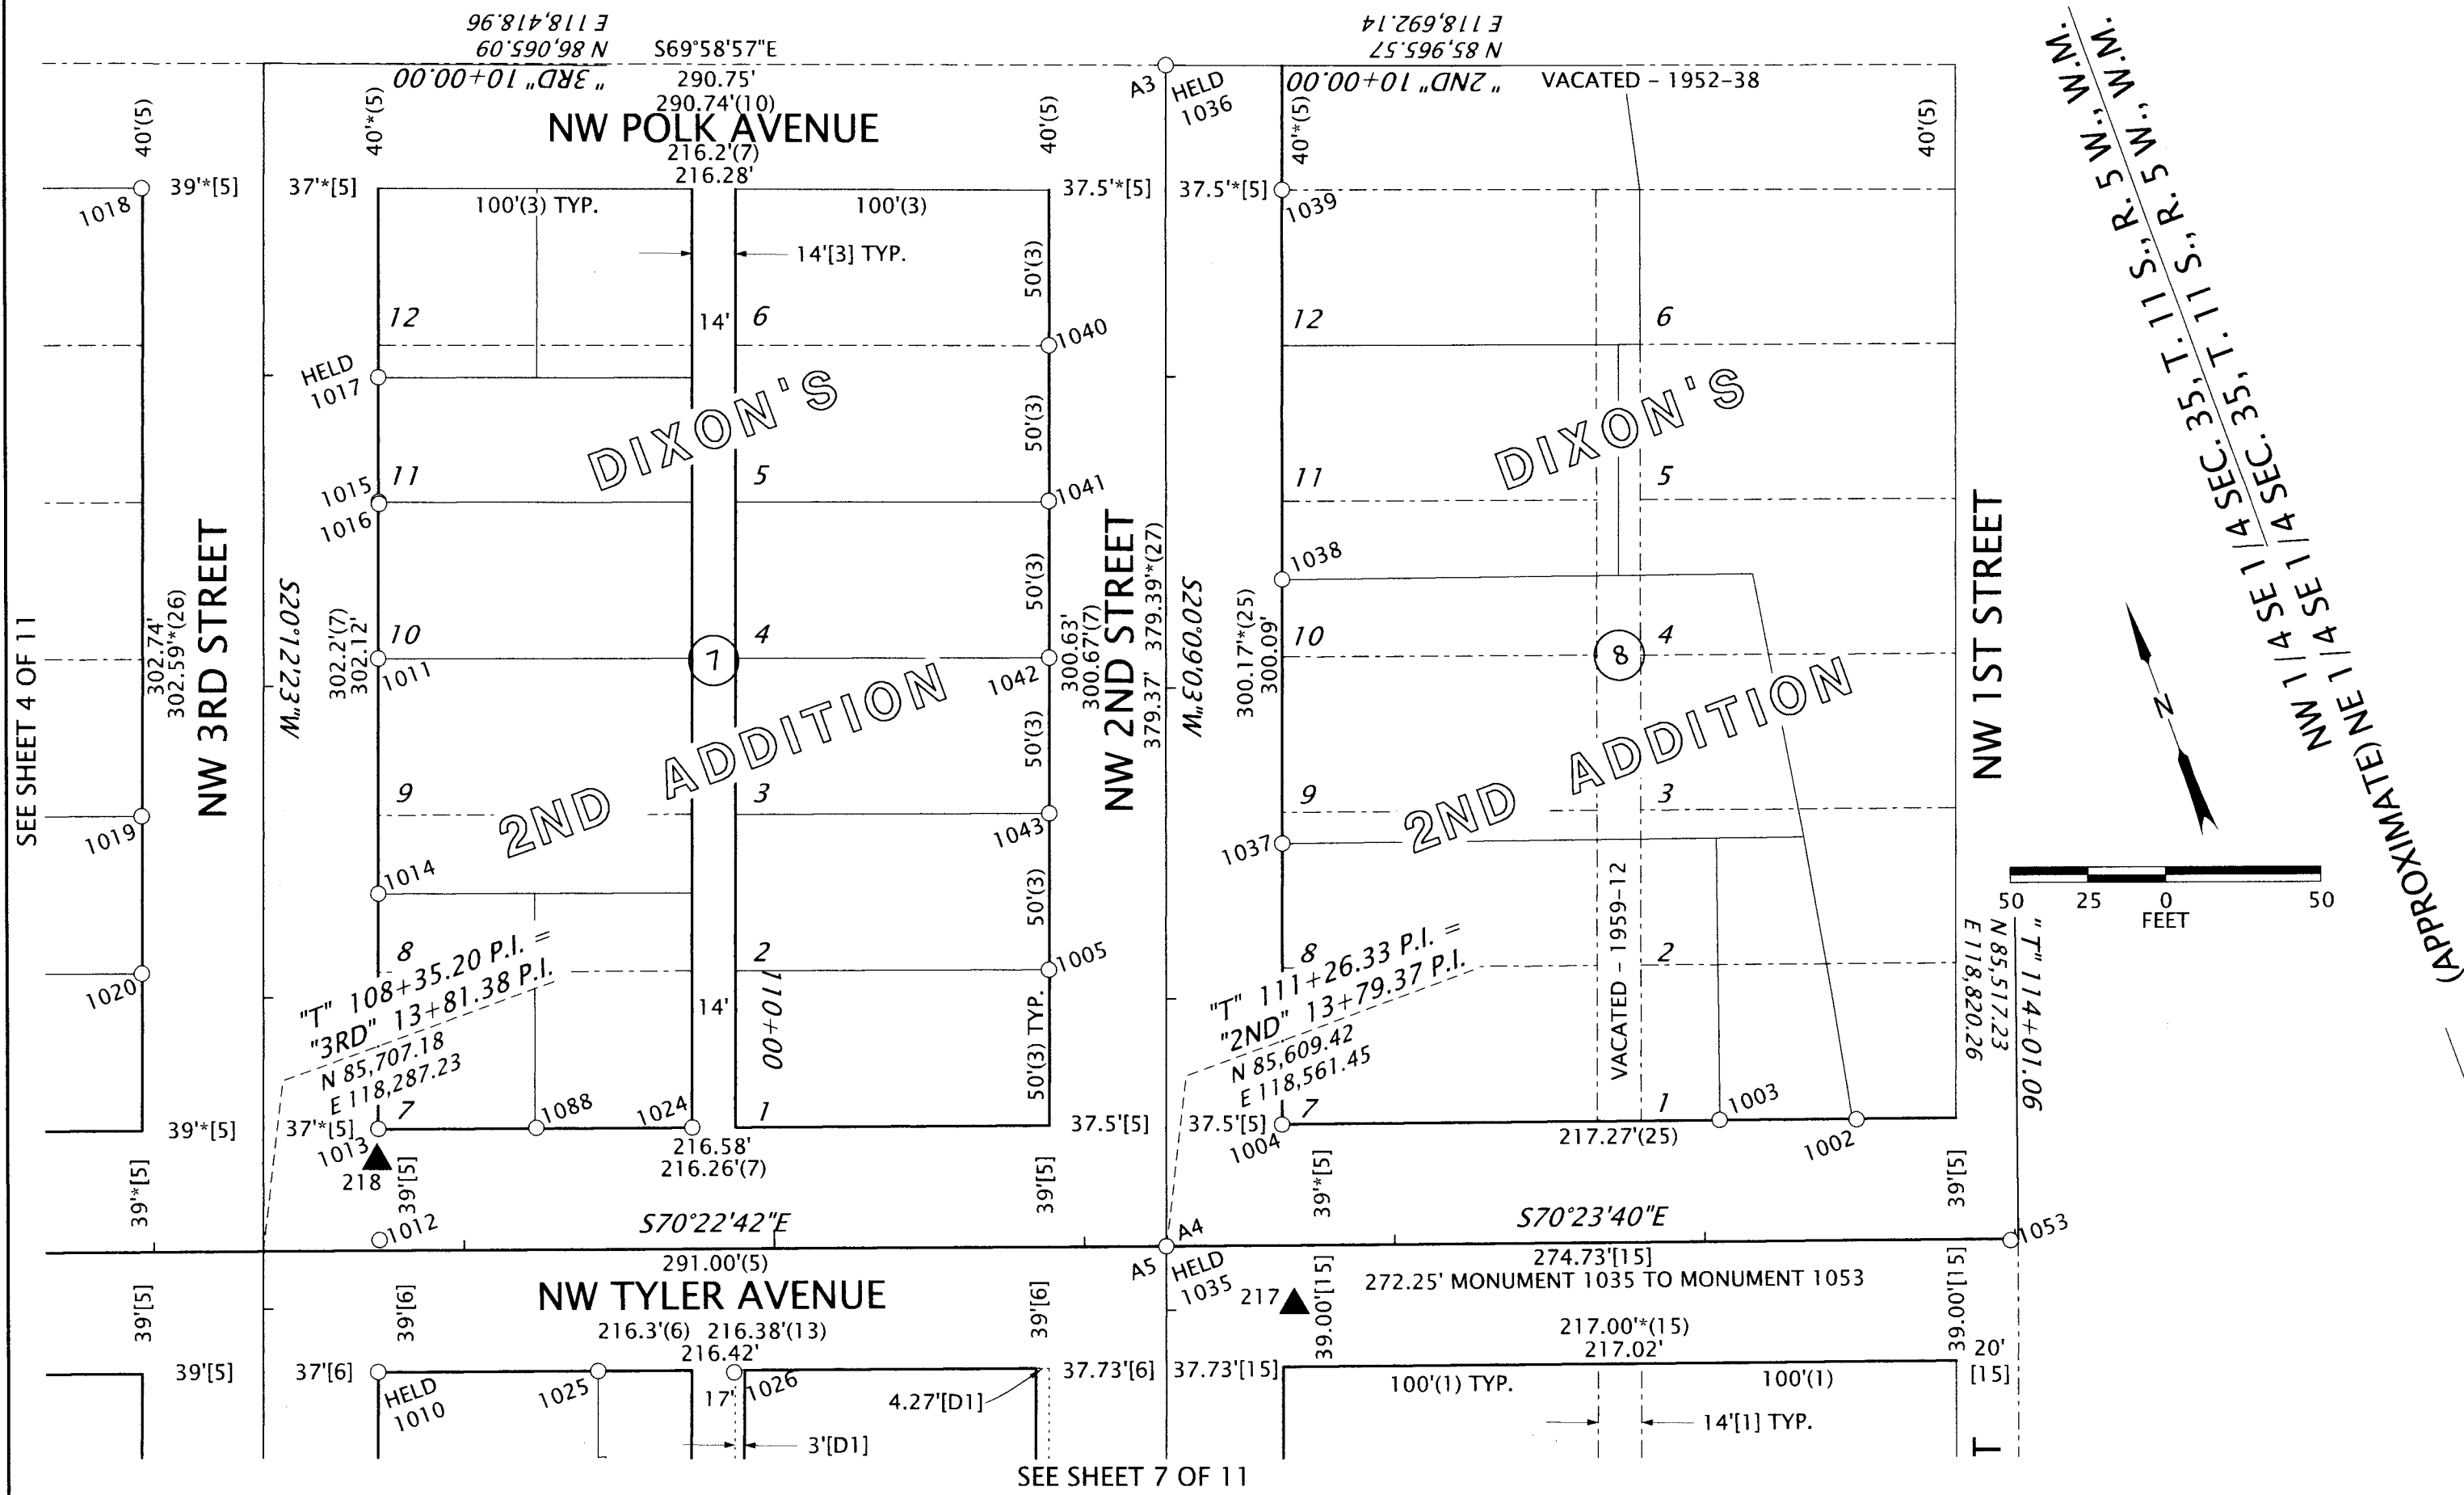 E 118,418.96
N 86,065.09
"3RD" 10+00.00
S69°58'57"E
290.75'
290.74'(10)
NW POLK AVENUE
216.2'(7)
216.28'
E 118,692.14
N 85,965.57
"2ND" 10+00.00
VACATED – 1952–38
A3
HELD
1036
40'(5)
40'*(5)
40'(5)
40'*(5)
40'(5)
39'*[5]
37'*[5]
37.5'*[5]
37.5'*[5]
1018
1039
100'(3) TYP.
100'(3)
14'[3] TYP.
50'(3)
12
14'
6
1040
12
6
HELD
1017
DIXON'S
50'(3)
DIXON'S
1015
11
5
1041
11
5
1016
SEE SHEET 4 OF 11
302.74'
302.59'*(26)
NW 3RD STREET
S20°12'23"W
302.2'(7)
302.12'
10
1011
7
4
50'(3)
1042
300.63'
300.67'(7)
NW 2ND STREET
379.37' 379.39'*(27)
S20°09'03"W
300.17'*(25)
300.09'
1038
10
8
4
NW 1ST STREET
2ND ADDITION
2ND ADDITION
9
3
50'(3)
1043
9
3
1019
1037
1014
50'(3)
VACATED – 1959–12
8
2
1005
8
2
1020
"T" 108+35.20 P.I. =
"3RD" 13+81.38 P.I.
N 85,707.18
E 118,287.23
14'
110+00
50'(3) TYP.
"T" 111+26.33 P.I. =
"2ND" 13+79.37 P.I.
N 85,609.42
E 118,561.45
"T" 114+01.06
N 85,517.23
E 118,820.26
39'*[5]
37'*[5]
7
1088
1024
1
37.5'[5]
37.5'[5]
7
1
1003
1013
218
216.58'
216.26'(7)
1004
217.27'(25)
1002
39'*[5]
39'[5]
39'[5]
39'*[5]
39'[5]
1012
S70°22'42"E
A4
S70°23'40"E
1053
291.00'(5)
A5
HELD
1035
274.73'[15]
272.25' MONUMENT 1035 TO MONUMENT 1053
NW TYLER AVENUE
217
39'[5]
39'[6]
39'[6]
39.00'[15]
39.00'[15]
216.3'(6) 216.38'(13)
216.42'
217.00'*(15)
217.02'
20'
[15]
39'[5]
37'[6]
37.73'[6]
37.73'[15]
HELD
1010
1025
17'
1026
4.27'[D1]
100'(1) TYP.
100'(1)
3'[D1]
14'[1] TYP.
T
SEE SHEET 7 OF 11
NW 1/4 SE 1/4 SEC. 35, T. 11 S., R. 5 W., W.M.
(APPROXIMATE) NE 1/4 SE 1/4 SEC. 35, T. 11 S., R. 5 W., W.M.
N
50 25 0 50
FEET